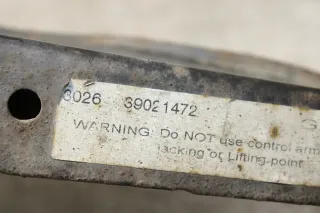 3026 39021472
G
WARNING: Do NOT use control arm
jacking or Lifting-point